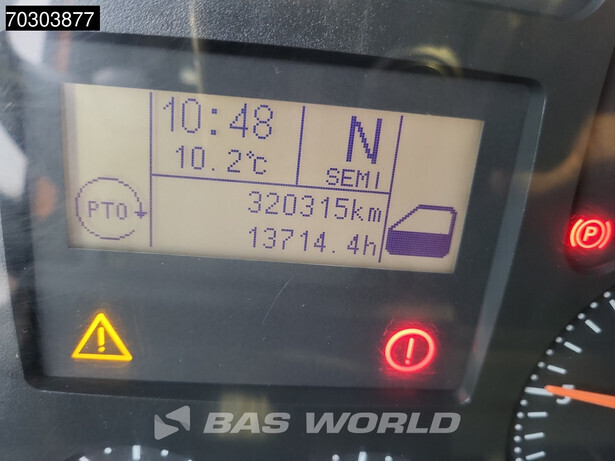 70303877
10:48
N
10.2°C
SEMI
PTO
320315km
13714.4h
P
BAS WORLD